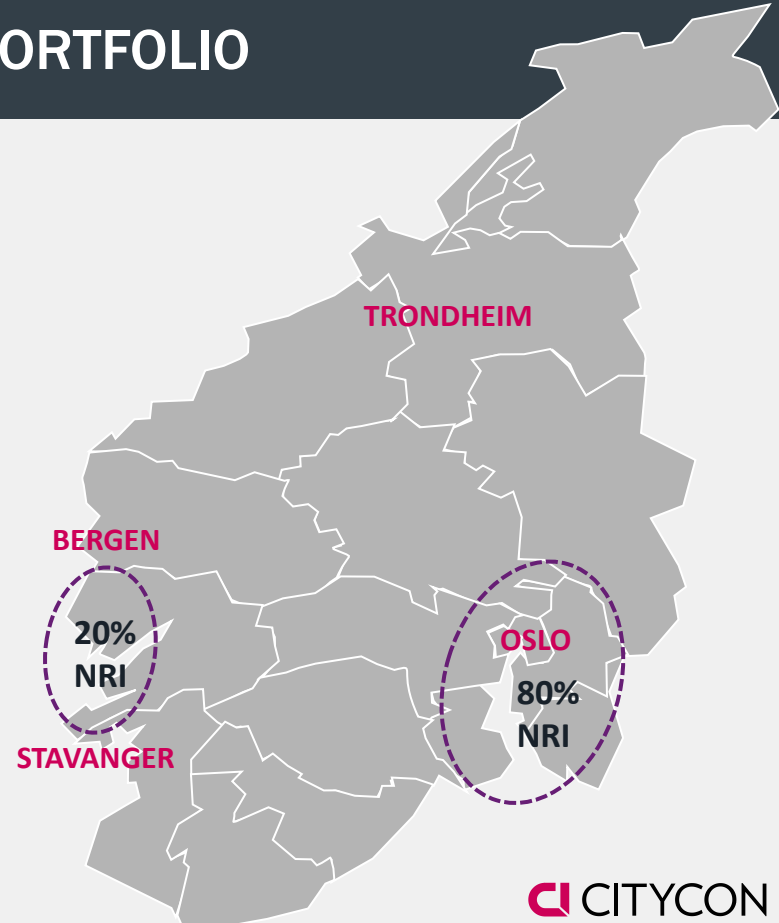 ORTFOLIO
TRONDHEIM
BERGEN
20%
NRI
OSLO
80%
NRI
STAVANGER
CITYCON